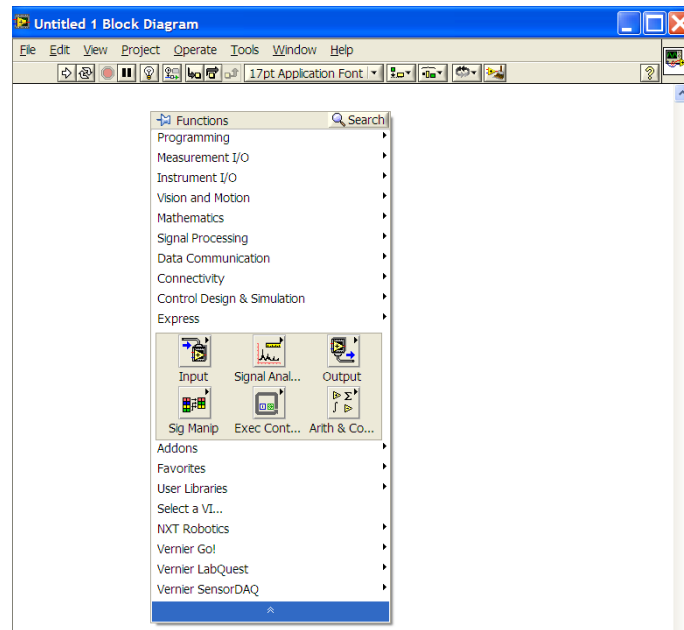 Untitled 1 Block Diagram
File Edit View Project Operate Tools Window Help
17pt Application Font
Functions Search
Programming
Measurement I/O
Instrument I/O
Vision and Motion
Mathematics
Signal Processing
Data Communication
Connectivity
Control Design & Simulation
Express
Input Signal Anal... Output
Sig Manip Exec Cont... Arith & Co...
Addons
Favorites
User Libraries
Select a VI...
NXT Robotics
Vernier Go!
Vernier LabQuest
Vernier SensorDAQ